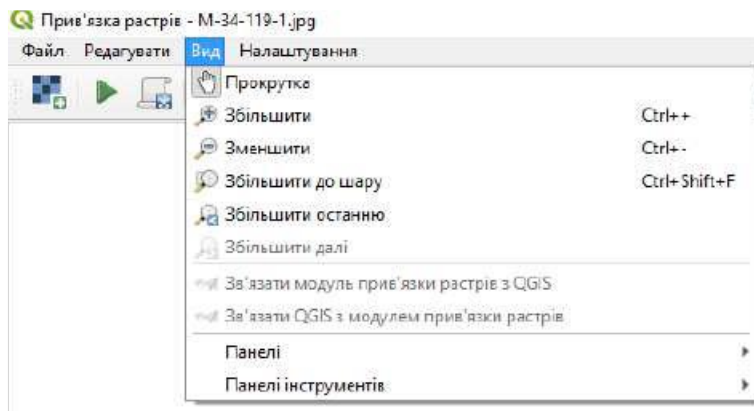 Прив'язка растрів - M-34-119-1.jpg
Файл Редагувати Вид Налаштування
Прокрутка
Збільшити Ctrl++
Зменшити Ctrl+-
Збільшити до шару Ctrl+Shift+F
Збільшити останню
Збільшити далі
Зв'язати модуль прив'язки растрів з QGIS
Зв'язати QGIS з модулем прив'язки растрів
Панелі
Панелі інструментів